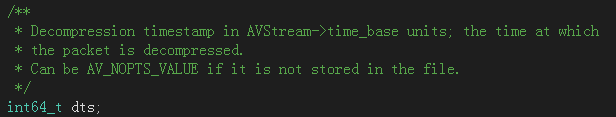 /**
* Decompression timestamp in AVStream->time_base units; the time at which
* the packet is decompressed.
* Can be AV_NOPTS_VALUE if it is not stored in the file.
*/
int64_t dts;